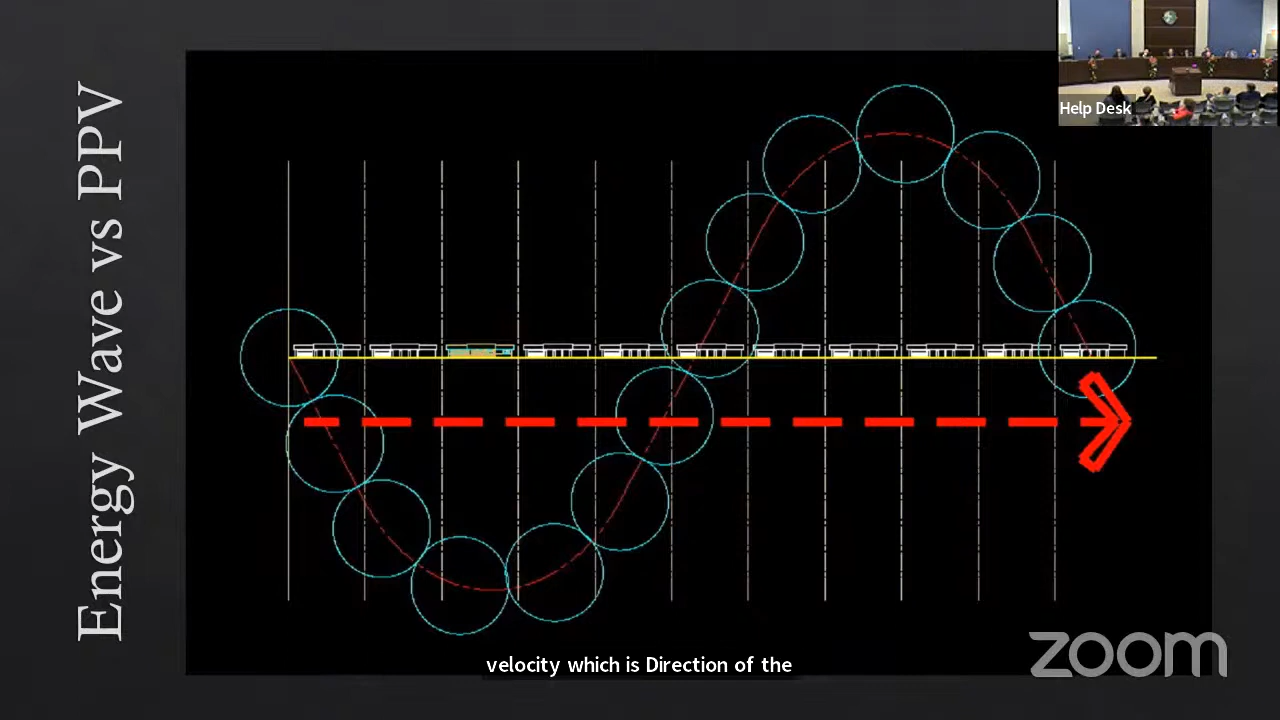 Energy Wave vs PPV
Help Desk
velocity which is Direction of the
zoom